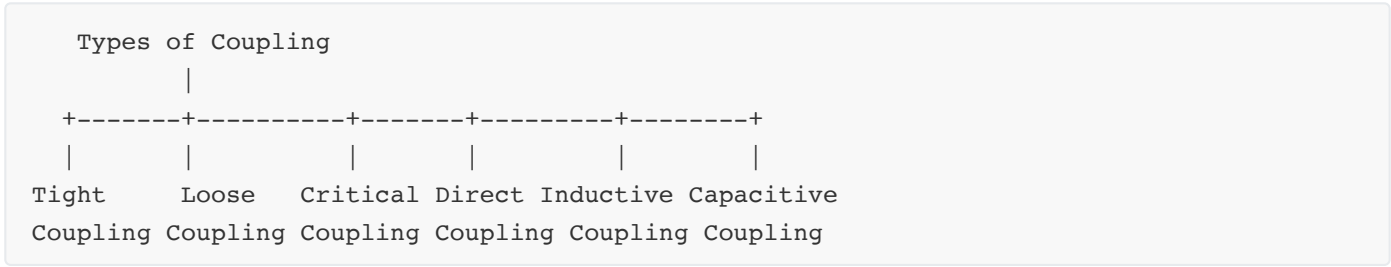 Types of Coupling
|
+-------+----------+-------+---------+--------+
| | | | | |
Tight Loose Critical Direct Inductive Capacitive
Coupling Coupling Coupling Coupling Coupling Coupling